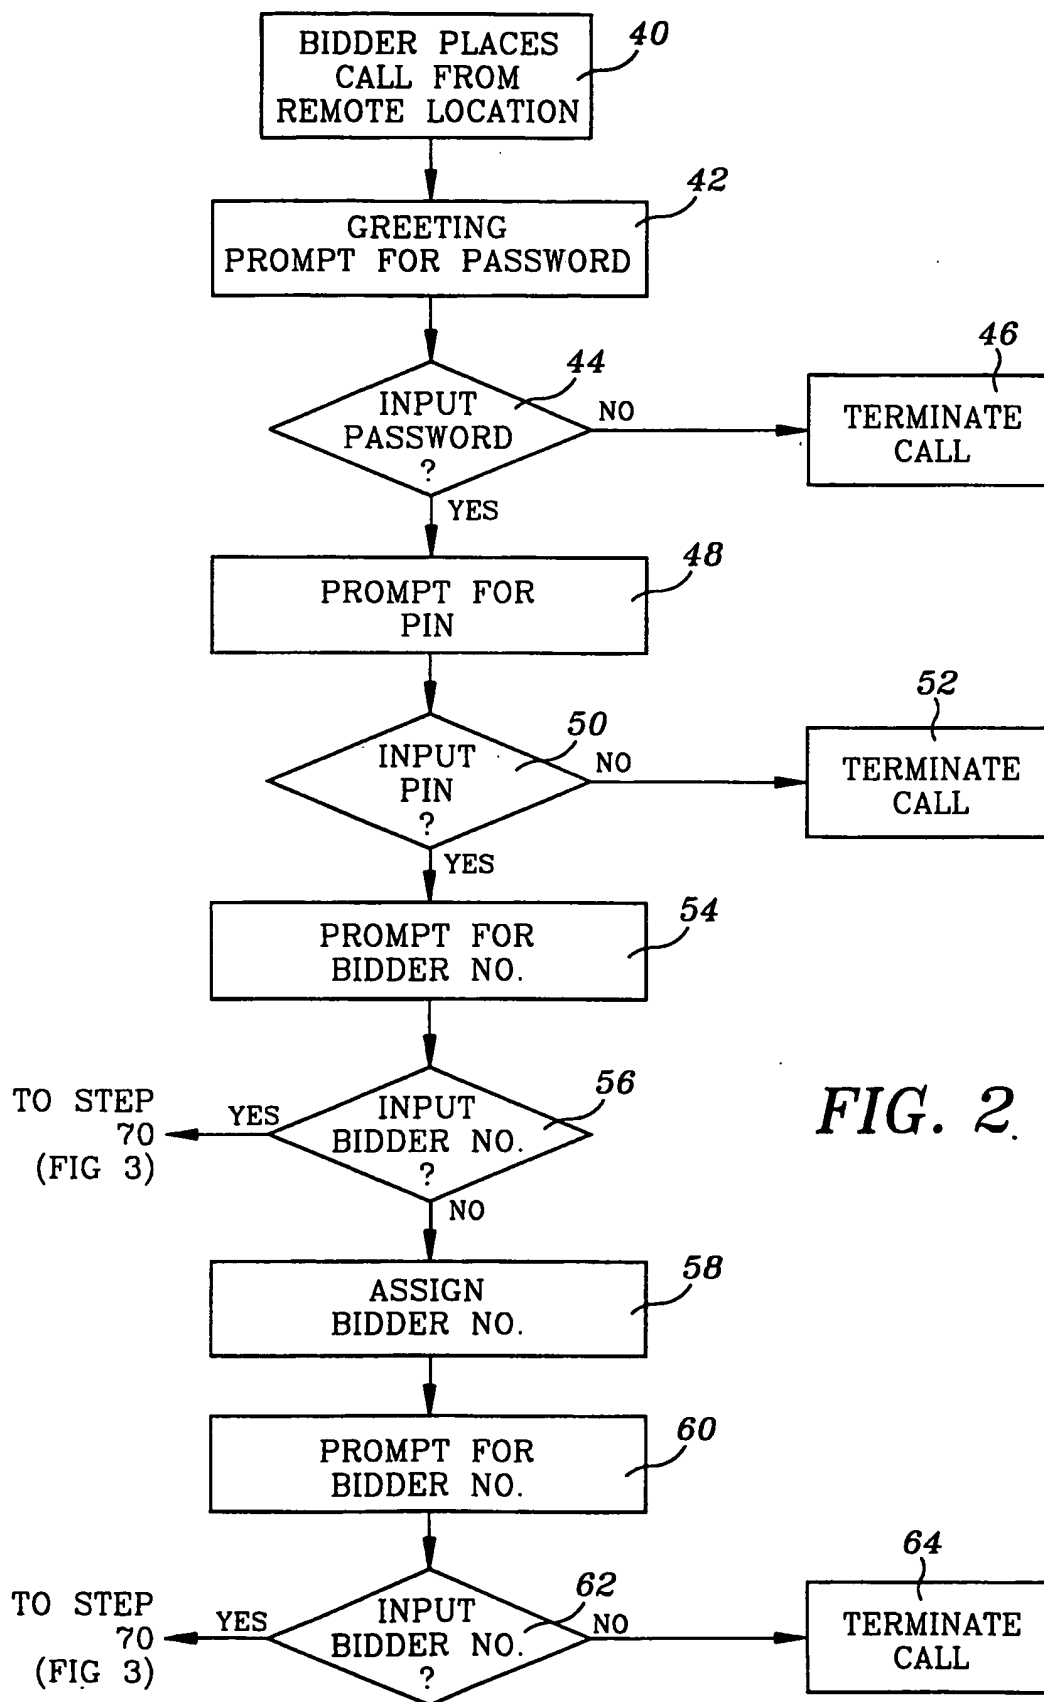 BIDDER PLACES
CALL FROM
REMOTE LOCATION
40
GREETING
PROMPT FOR PASSWORD
42
INPUT
PASSWORD
?
44
NO
46
TERMINATE
CALL
YES
PROMPT FOR
PIN
48
INPUT
PIN
?
50
NO
52
TERMINATE
CALL
YES
PROMPT FOR
BIDDER NO.
54
INPUT
BIDDER NO.
?
56
YES
TO STEP
70
(FIG 3)
FIG. 2
NO
ASSIGN
BIDDER NO.
58
PROMPT FOR
BIDDER NO.
60
INPUT
BIDDER NO.
?
62
YES
TO STEP
70
(FIG 3)
NO
64
TERMINATE
CALL